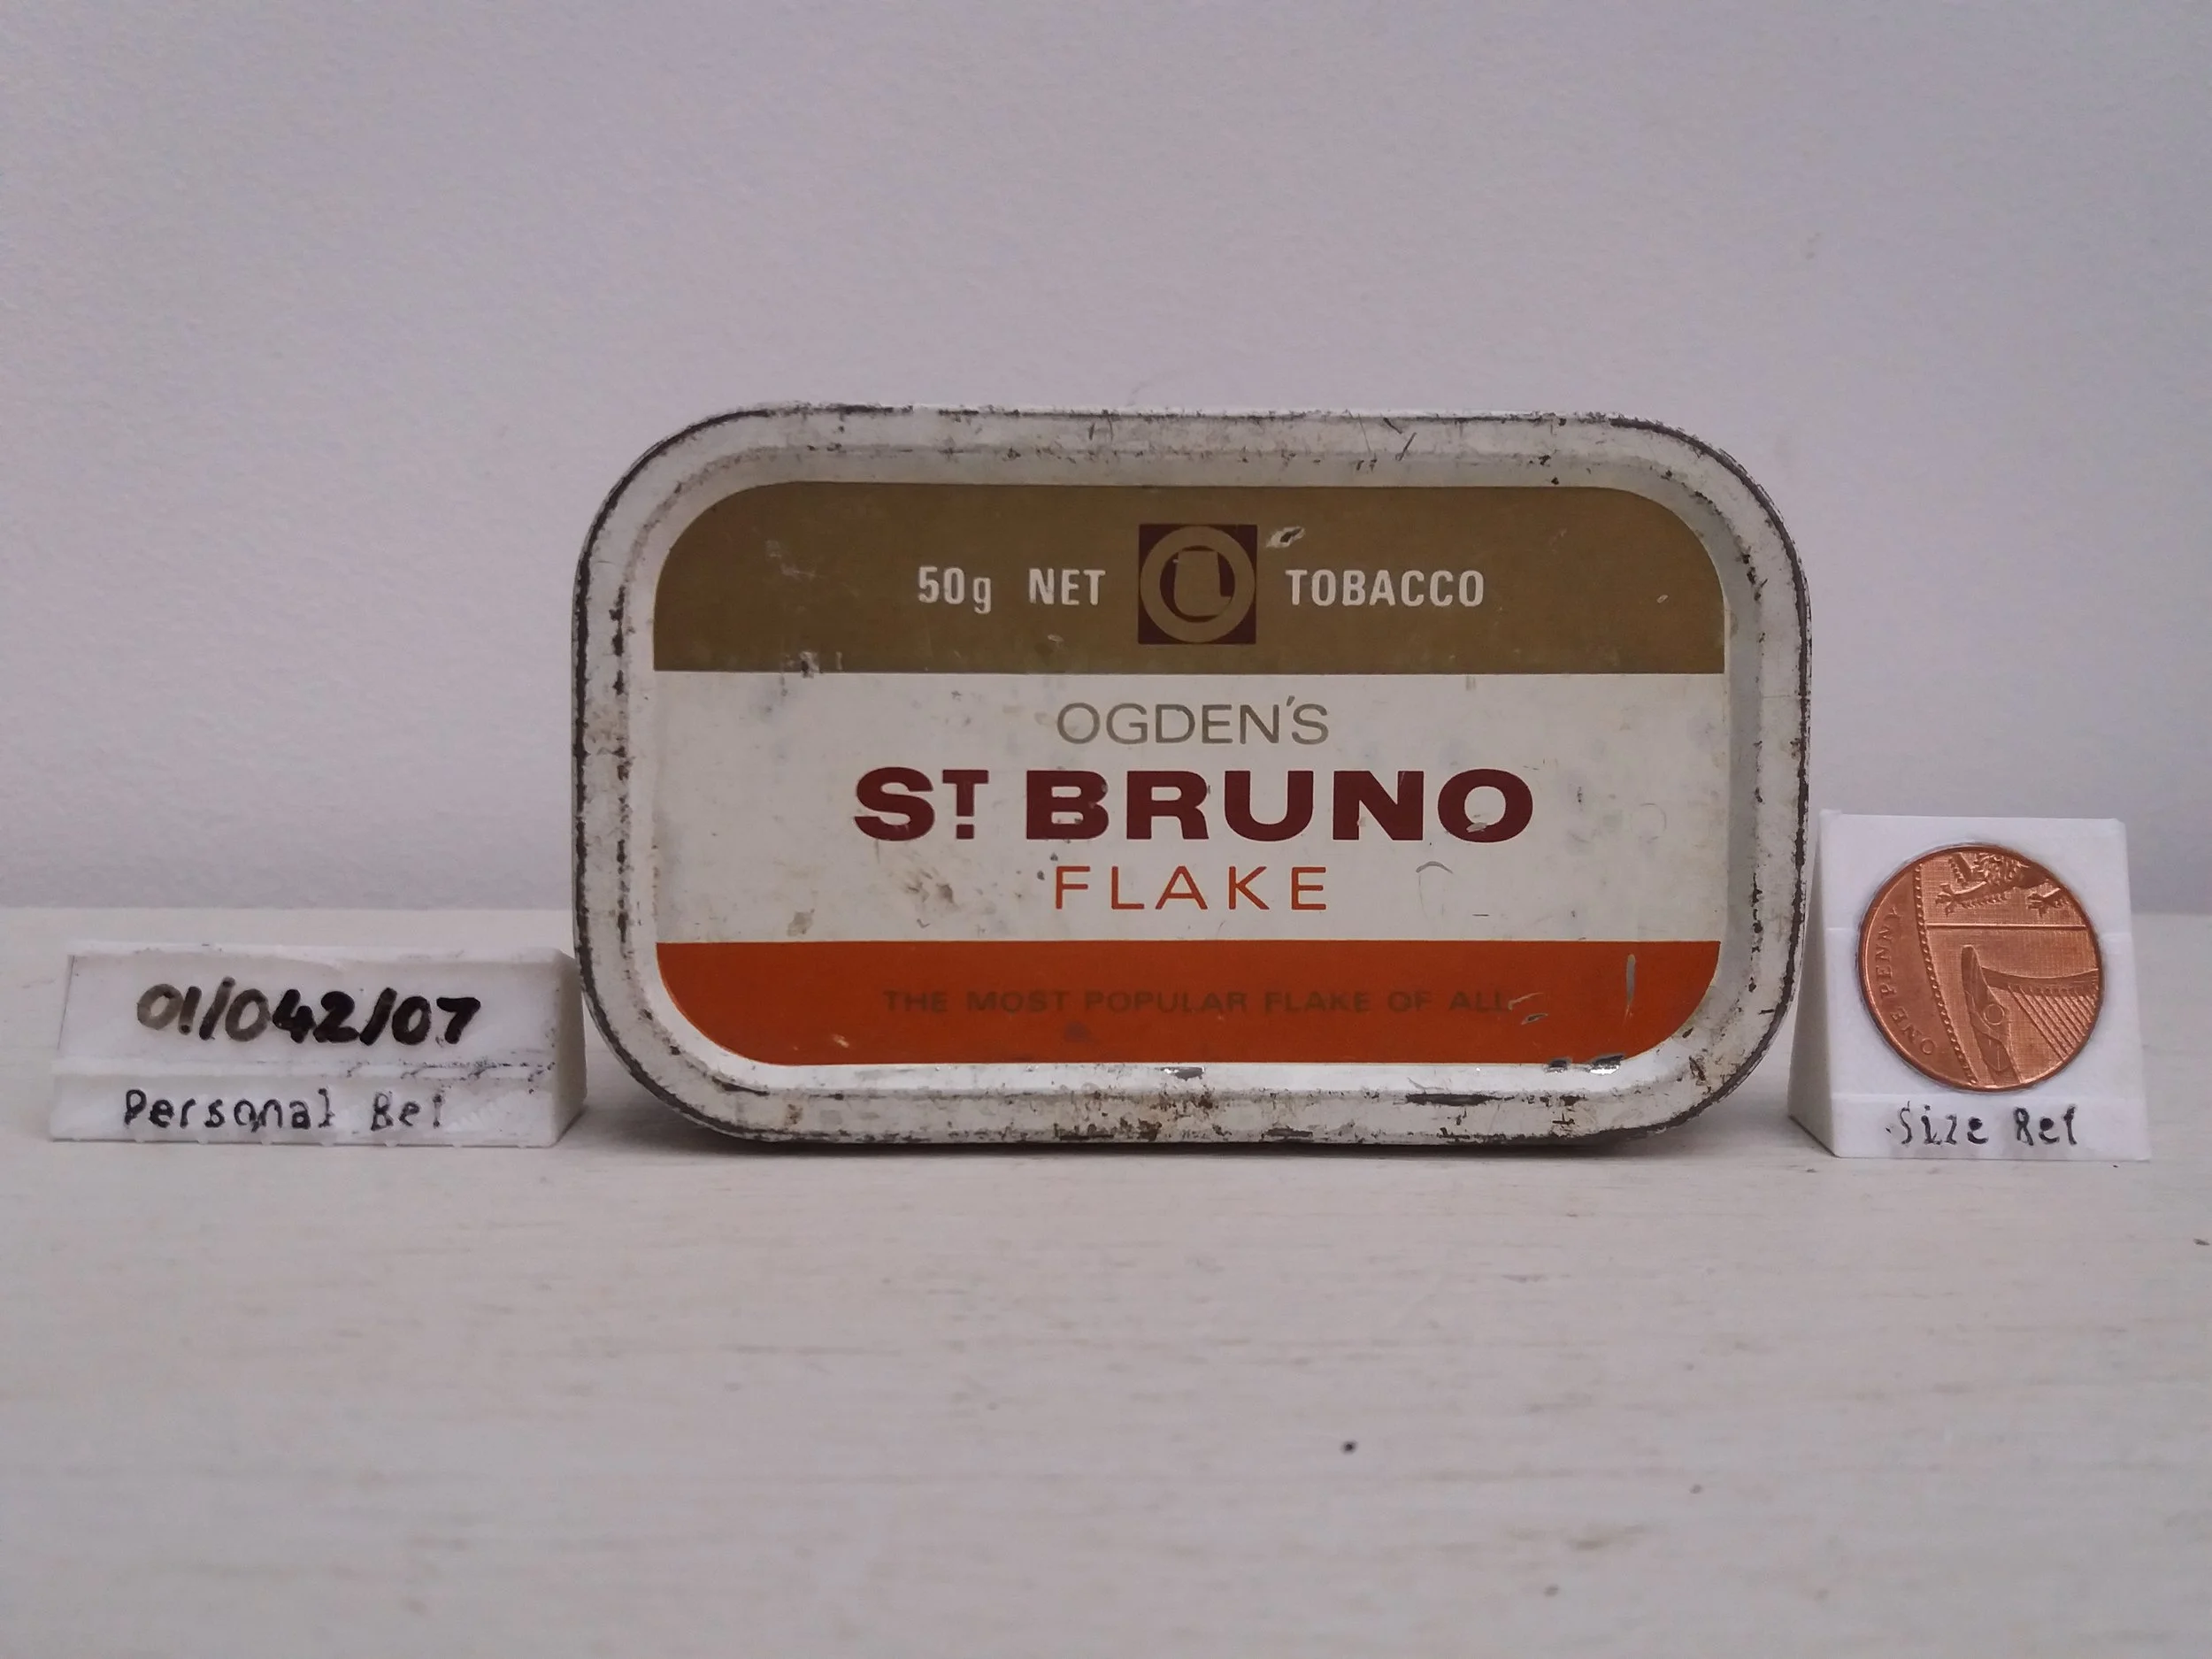 50g NET TOBACCO
OGDEN'S
ST BRUNO
FLAKE
THE MOST POPULAR FLAKE OF ALL
01/042/07
Personal Ref
ONE PENNY
Size Ref